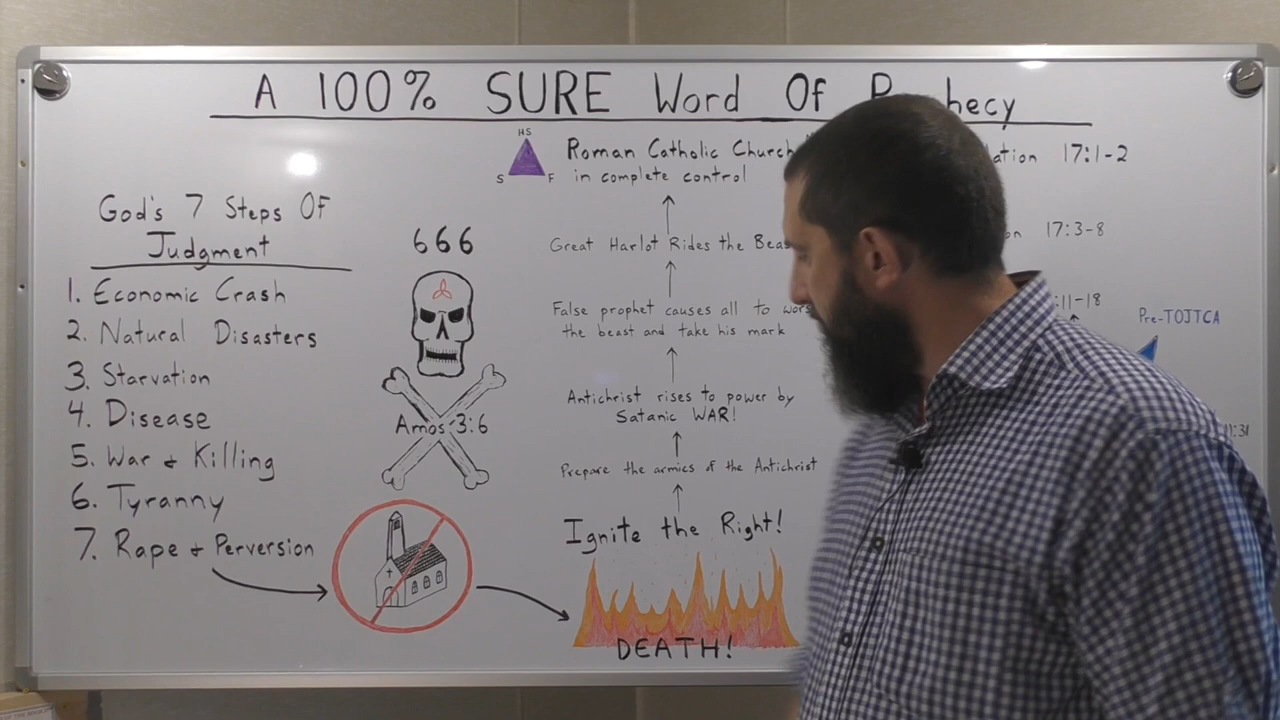 A 100% SURE Word Of
God's 7 Steps Of
Judgment
1. Economic Crash
2. Natural Disasters
3. Starvation
4. Disease
5. War & Killing
6. Tyranny
7. Rape & Perversion
666
Amos 3:6
HS
S F
Roman Catholic Church
in complete control
Great Harlot Rides the
False prophet causes all to
the beast and take his mark
Antichrist rises to power by
Satanic WAR!
Prepare the armies of the Antichrist
Ignite the Right!
DEATH!
17:1-2
17:3-8
:11-18
Pre-TOJTCA